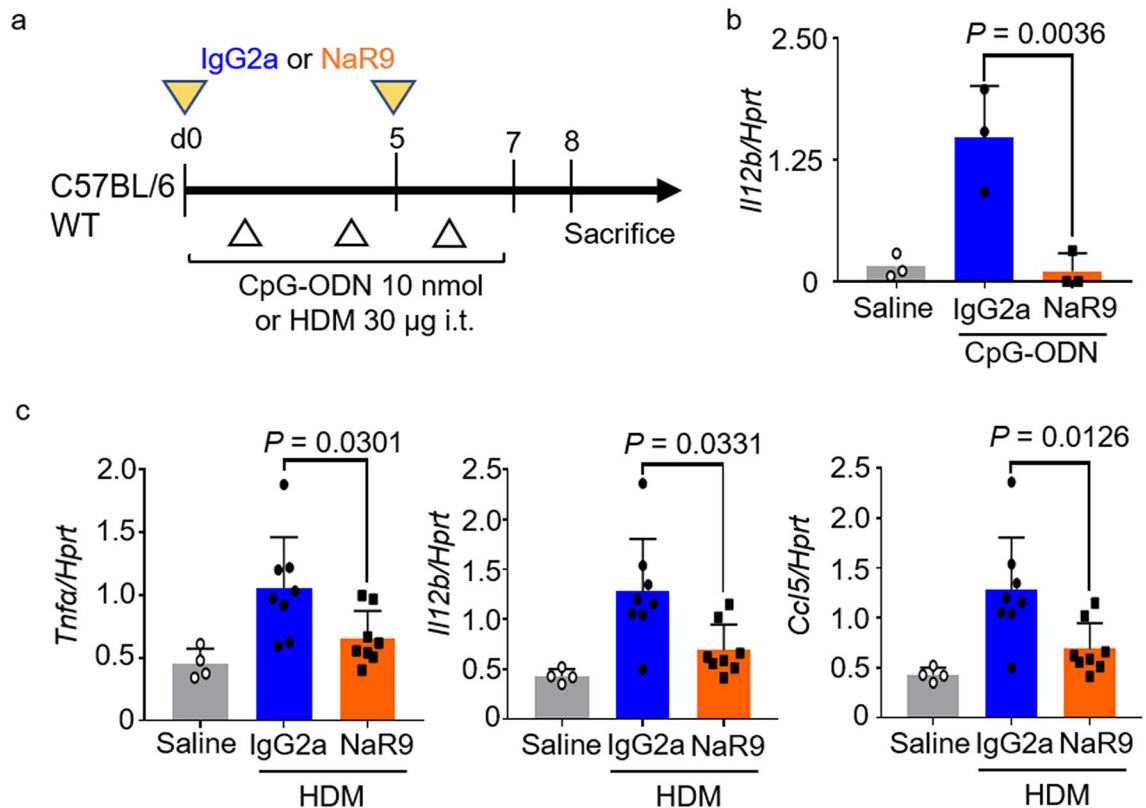 a
IgG2a or NaR9
d0 5 7 8
C57BL/6
WT
Sacrifice
CpG-ODN 10 nmol
or HDM 30 µg i.t.
b
P = 0.0036
Il12b/Hprt
2.50
1.25
0
Saline IgG2a NaR9
CpG-ODN
c
P = 0.0301
Tnfα/Hprt
2.0
1.5
1.0
0.5
0
Saline IgG2a NaR9
HDM
P = 0.0331
Il12b/Hprt
2.5
2.0
1.5
1.0
0.5
0
Saline IgG2a NaR9
HDM
P = 0.0126
Ccl5/Hprt
2.5
2.0
1.5
1.0
0.5
0
Saline IgG2a NaR9
HDM